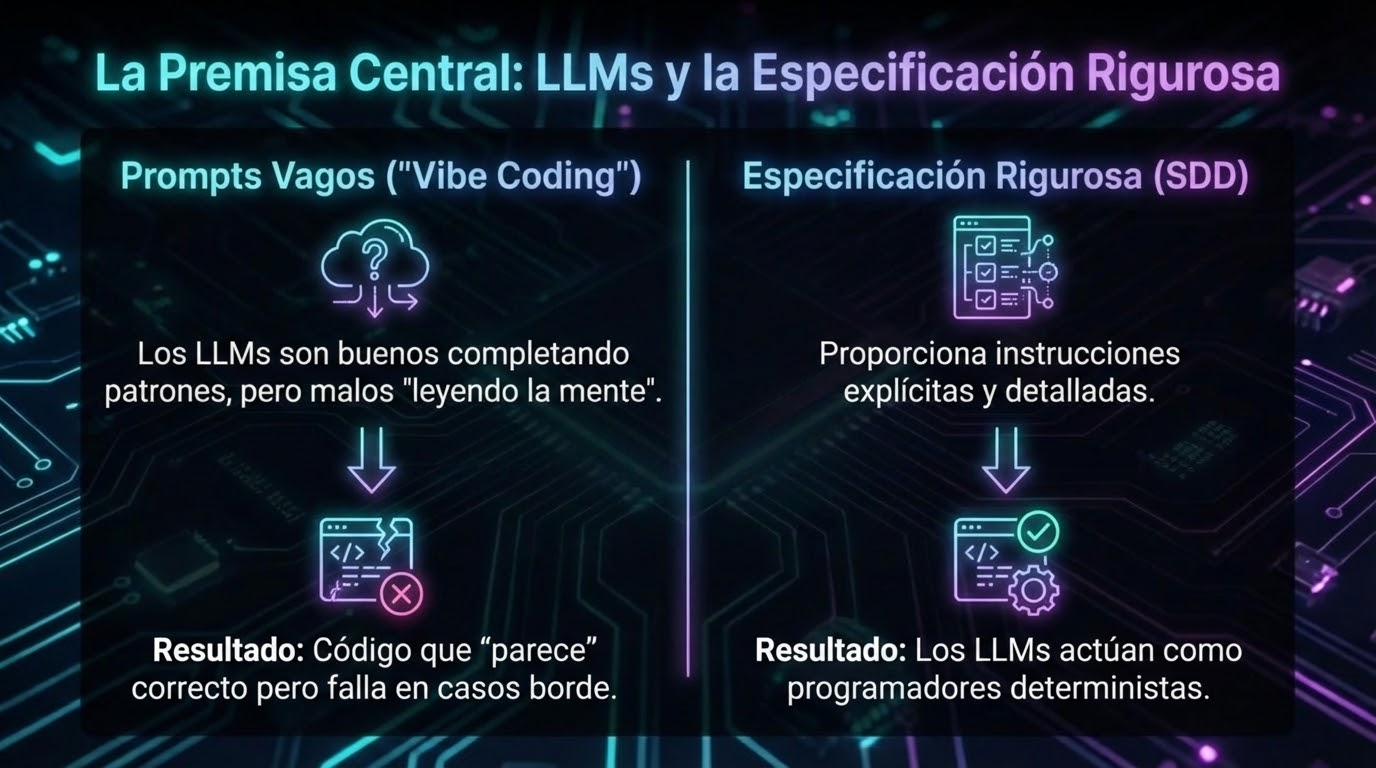 La Premisa Central: LLMs y la Especificación Rigurosa
Prompts Vagos ("Vibe Coding")
?
Los LLMs son buenos completando
patrones, pero malos "leyendo la mente".
</>
Resultado: Código que “parece”
correcto pero falla en casos borde.
Especificación Rigurosa (SDD)
Proporciona instrucciones
explícitas y detalladas.
</>
Resultado: Los LLMs actúan como
programadores deterministas.